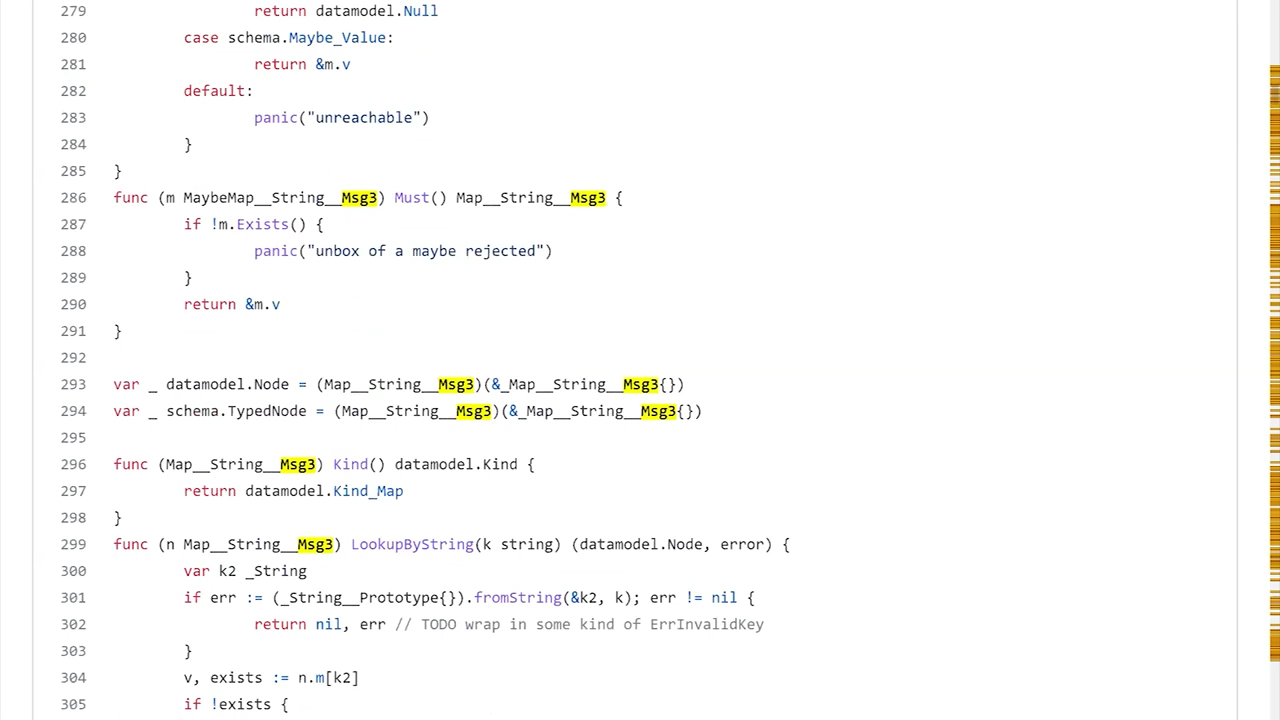 279 return datamodel.Null
280 case schema.Maybe_Value:
281 return &m.v
282 default:
283 panic("unreachable")
284 }
285 }
286 func (m MaybeMap__String__Msg3) Must() Map__String__Msg3 {
287 if !m.Exists() {
288 panic("unbox of a maybe rejected")
289 }
290 return &m.v
291 }
292
293 var _ datamodel.Node = (Map__String__Msg3)(&_Map__String__Msg3{})
294 var _ schema.TypedNode = (Map__String__Msg3)(&_Map__String__Msg3{})
295
296 func (Map__String__Msg3) Kind() datamodel.Kind {
297 return datamodel.Kind_Map
298 }
299 func (n Map__String__Msg3) LookupByString(k string) (datamodel.Node, error) {
300 var k2 _String
301 if err := (_String__Prototype{}).fromString(&k2, k); err != nil {
302 return nil, err // TODO wrap in some kind of ErrInvalidKey
303 }
304 v, exists := n.m[k2]
305 if !exists {